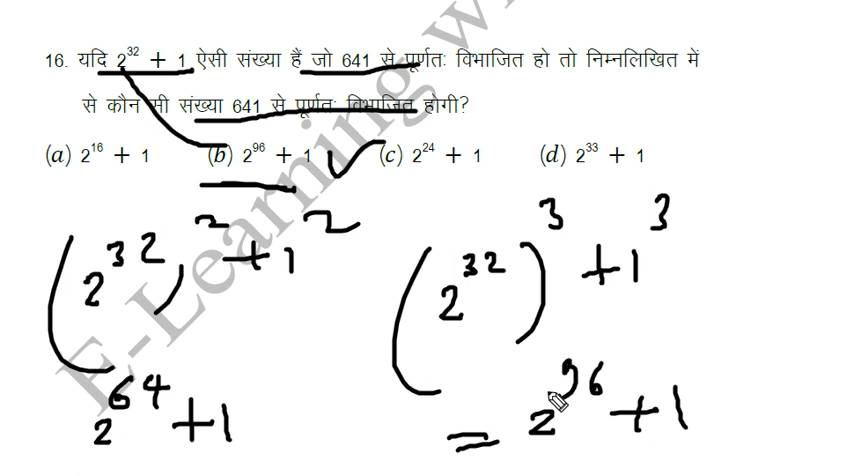 16. यदि 2³² + 1 ऐसी संख्या हैं जो 641 से पूर्णतः विभाजित हो तो निम्नलिखित में
से कौन सी संख्या 641 से पूर्णतः विभाजित होगी?
(a) 2¹⁶ + 1 (b) 2⁹⁶ + 1 (c) 2²⁴ + 1 (d) 2³³ + 1
(2³²)² + 1² (2³²)³ + 1³
2⁶⁴ + 1 = 2⁹⁶ + 1
E-Learning